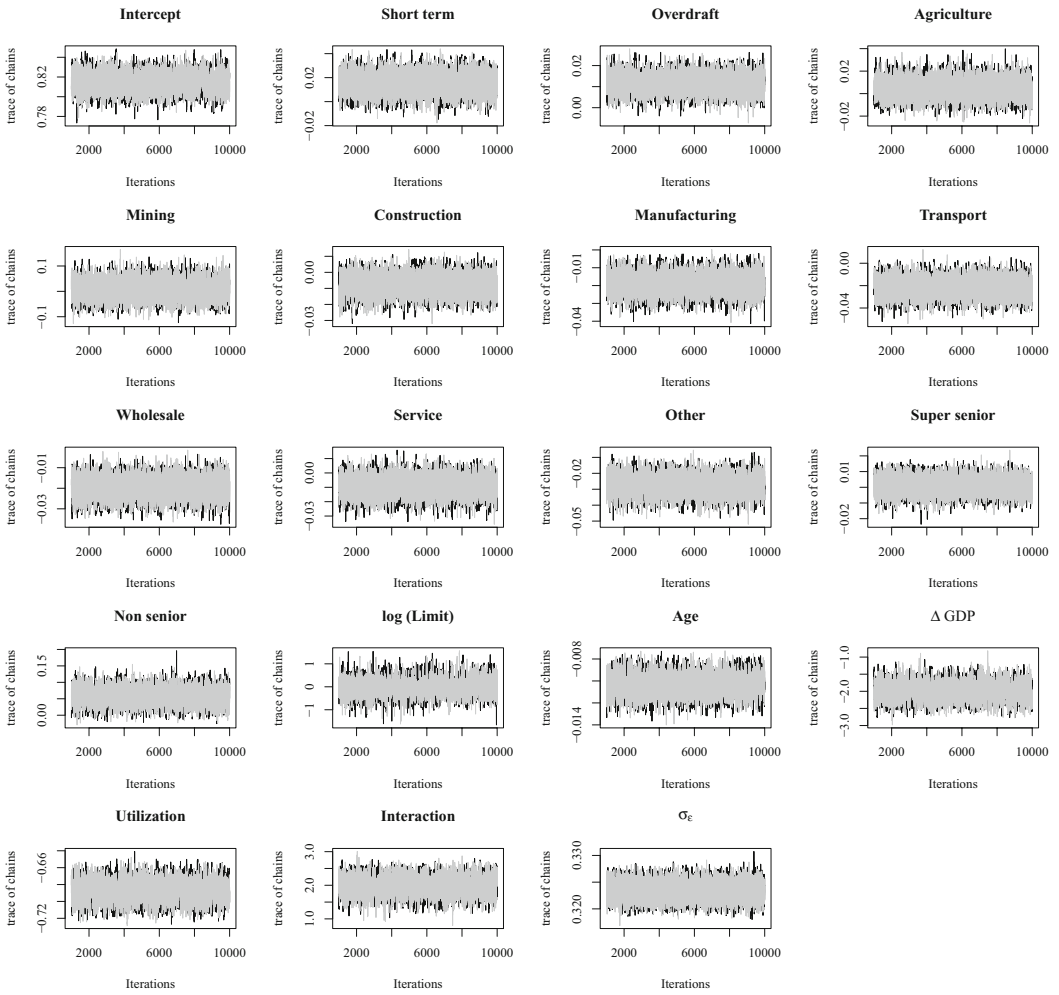 Intercept
trace of chains
0.82
0.78
2000 6000 10000
Iterations
Short term
trace of chains
0.02
−0.02
2000 6000 10000
Iterations
Overdraft
trace of chains
0.02
0.00
2000 6000 10000
Iterations
Agriculture
trace of chains
0.02
−0.02
2000 6000 10000
Iterations
Mining
trace of chains
0.1
−0.1
2000 6000 10000
Iterations
Construction
trace of chains
0.00
−0.03
2000 6000 10000
Iterations
Manufacturing
trace of chains
−0.01
−0.04
2000 6000 10000
Iterations
Transport
trace of chains
0.00
−0.04
2000 6000 10000
Iterations
Wholesale
trace of chains
−0.01
−0.03
2000 6000 10000
Iterations
Service
trace of chains
0.00
−0.03
2000 6000 10000
Iterations
Other
trace of chains
−0.02
−0.05
2000 6000 10000
Iterations
Super senior
trace of chains
0.01
−0.02
2000 6000 10000
Iterations
Non senior
trace of chains
0.15
0.00
2000 6000 10000
Iterations
log (Limit)
trace of chains
1
0
−1
2000 6000 10000
Iterations
Age
trace of chains
−0.008
−0.014
2000 6000 10000
Iterations
Δ GDP
trace of chains
−1.0
−2.0
−3.0
2000 6000 10000
Iterations
Utilization
trace of chains
−0.66
−0.72
2000 6000 10000
Iterations
Interaction
trace of chains
3.0
2.0
1.0
2000 6000 10000
Iterations
σε
trace of chains
0.330
0.320
2000 6000 10000
Iterations